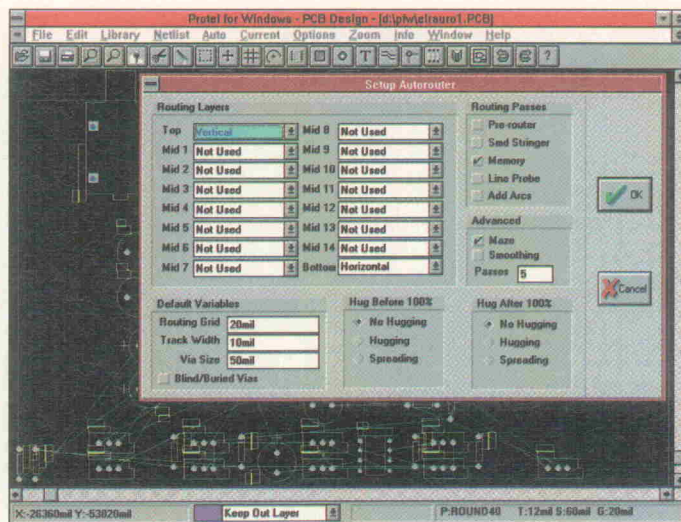 Protel for Windows - PCB Design - [d:\pfw\elrauro1.PCB]
File Edit Library Netlist Auto Current Options Zoom Info Window Help
Setup Autorouter
Routing Layers
Top Vertical
Mid 1 Not Used
Mid 2 Not Used
Mid 3 Not Used
Mid 4 Not Used
Mid 5 Not Used
Mid 6 Not Used
Mid 7 Not Used
Mid 8 Not Used
Mid 9 Not Used
Mid 10 Not Used
Mid 11 Not Used
Mid 12 Not Used
Mid 13 Not Used
Mid 14 Not Used
Bottom Horizontal
Routing Passes
Pre-router
Smd Stringer
Memory
Line Probe
Add Arcs
Advanced
Maze
Smoothing
Passes 5
OK
Cancel
Default Variables
Routing Grid 20mil
Track Width 10mil
Via Size 50mil
Blind/Buried Vias
Hug Before 100%
No Hugging
Hugging
Spreading
Hug After 100%
No Hugging
Hugging
Spreading
X:-26360mil Y:-53820mil Keep Out Layer P:ROUND40 T:12mil S:60mil G:20mil